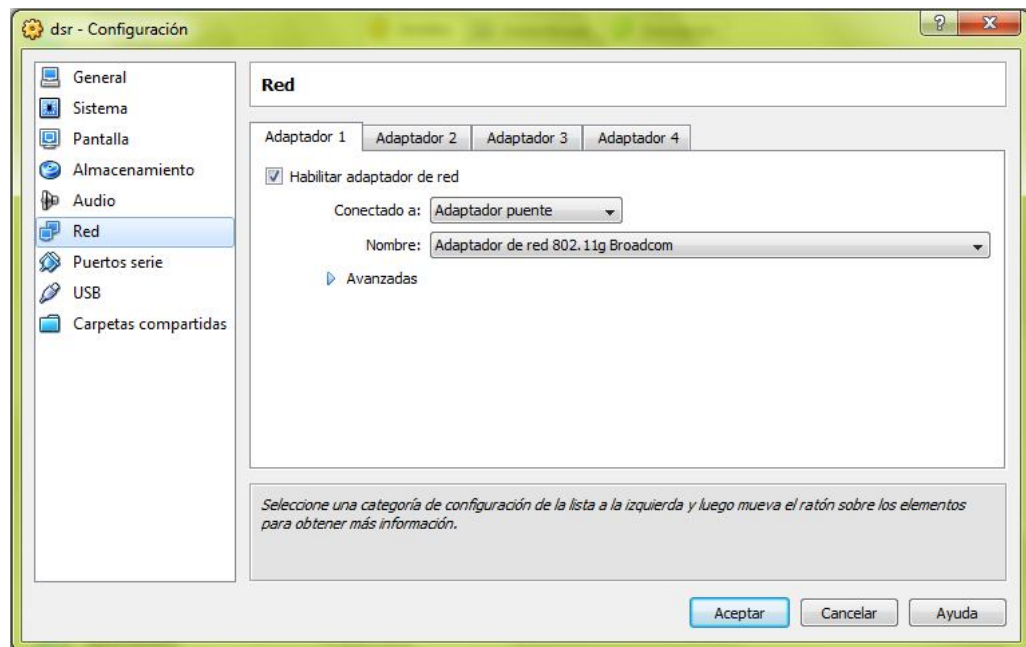 dsr - Configuración
General
Sistema
Pantalla
Almacenamiento
Audio
Red
Puertos serie
USB
Carpetas compartidas
Red
Adaptador 1 Adaptador 2 Adaptador 3 Adaptador 4
Habilitar adaptador de red
Conectado a: Adaptador puente
Nombre: Adaptador de red 802.11g Broadcom
Avanzadas
Seleccione una categoría de configuración de la lista a la izquierda y luego mueva el ratón sobre los elementos
para obtener más información.
Aceptar Cancelar Ayuda